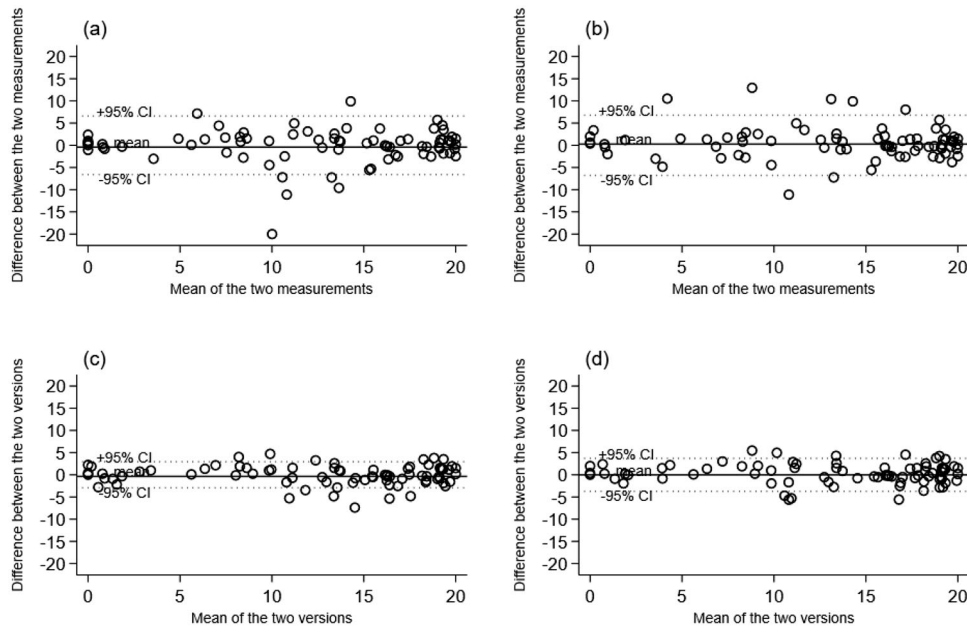 (a)
Difference between the two measurements
20
15
10
5
0
-5
-10
-15
-20
+95% CI
mean
-95% CI
0 5 10 15 20
Mean of the two measurements
(b)
Difference between the two measurements
20
15
10
5
0
-5
-10
-15
-20
+95% CI
mean
-95% CI
0 5 10 15 20
Mean of the two measurements
(c)
Difference between the two versions
20
15
10
5
0
-5
-10
-15
-20
+95% CI
mean
-95% CI
0 5 10 15 20
Mean of the two versions
(d)
Difference between the two versions
20
15
10
5
0
-5
-10
-15
-20
+95% CI
mean
-95% CI
0 5 10 15 20
Mean of the two versions